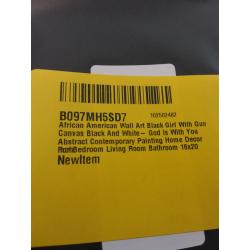 B097MH5SD7 103502482
African American Wall Art Black Girl With Gun
Canvas Black And White— God Is With You
Abstract Contemporary Painting Home Decor
Bedroom Living Room Bathroom 16x20
NewItem